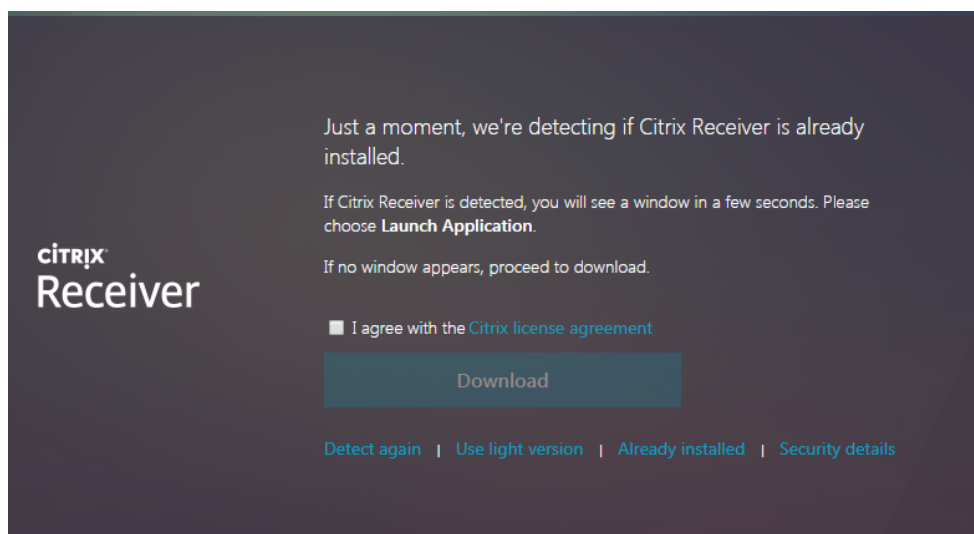 Just a moment, we're detecting if Citrix Receiver is already
installed.
If Citrix Receiver is detected, you will see a window in a few seconds. Please
choose Launch Application.
If no window appears, proceed to download.
CITRIX
Receiver
I agree with the Citrix license agreement
Download
Detect again | Use light version | Already installed | Security details